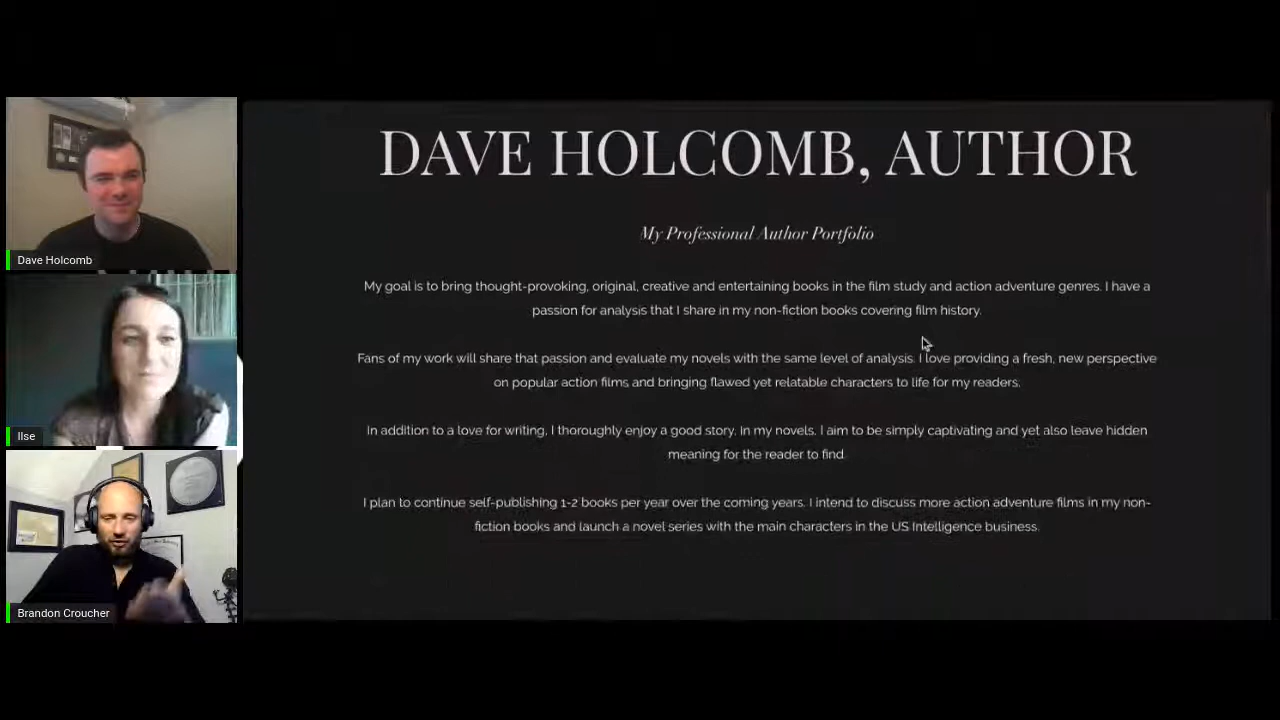 DAVE HOLCOMB, AUTHOR
My Professional Author Portfolio
My goal is to bring thought-provoking, original, creative and entertaining books in the film study and action adventure genres. I have a
passion for analysis that I share in my non-fiction books covering film history.
Fans of my work will share that passion and evaluate my novels with the same level of analysis. I love providing a fresh, new perspective
on popular action films and bringing flawed yet relatable characters to life for my readers.
In addition to a love for writing, I thoroughly enjoy a good story. In my novels, I aim to be simply captivating and yet also leave hidden
meaning for the reader to find.
I plan to continue self-publishing 1-2 books per year over the coming years. I intend to discuss more action adventure films in my non-
fiction books and launch a novel series with the main characters in the US Intelligence business.
Dave Holcomb
Ilse
Brandon Croucher